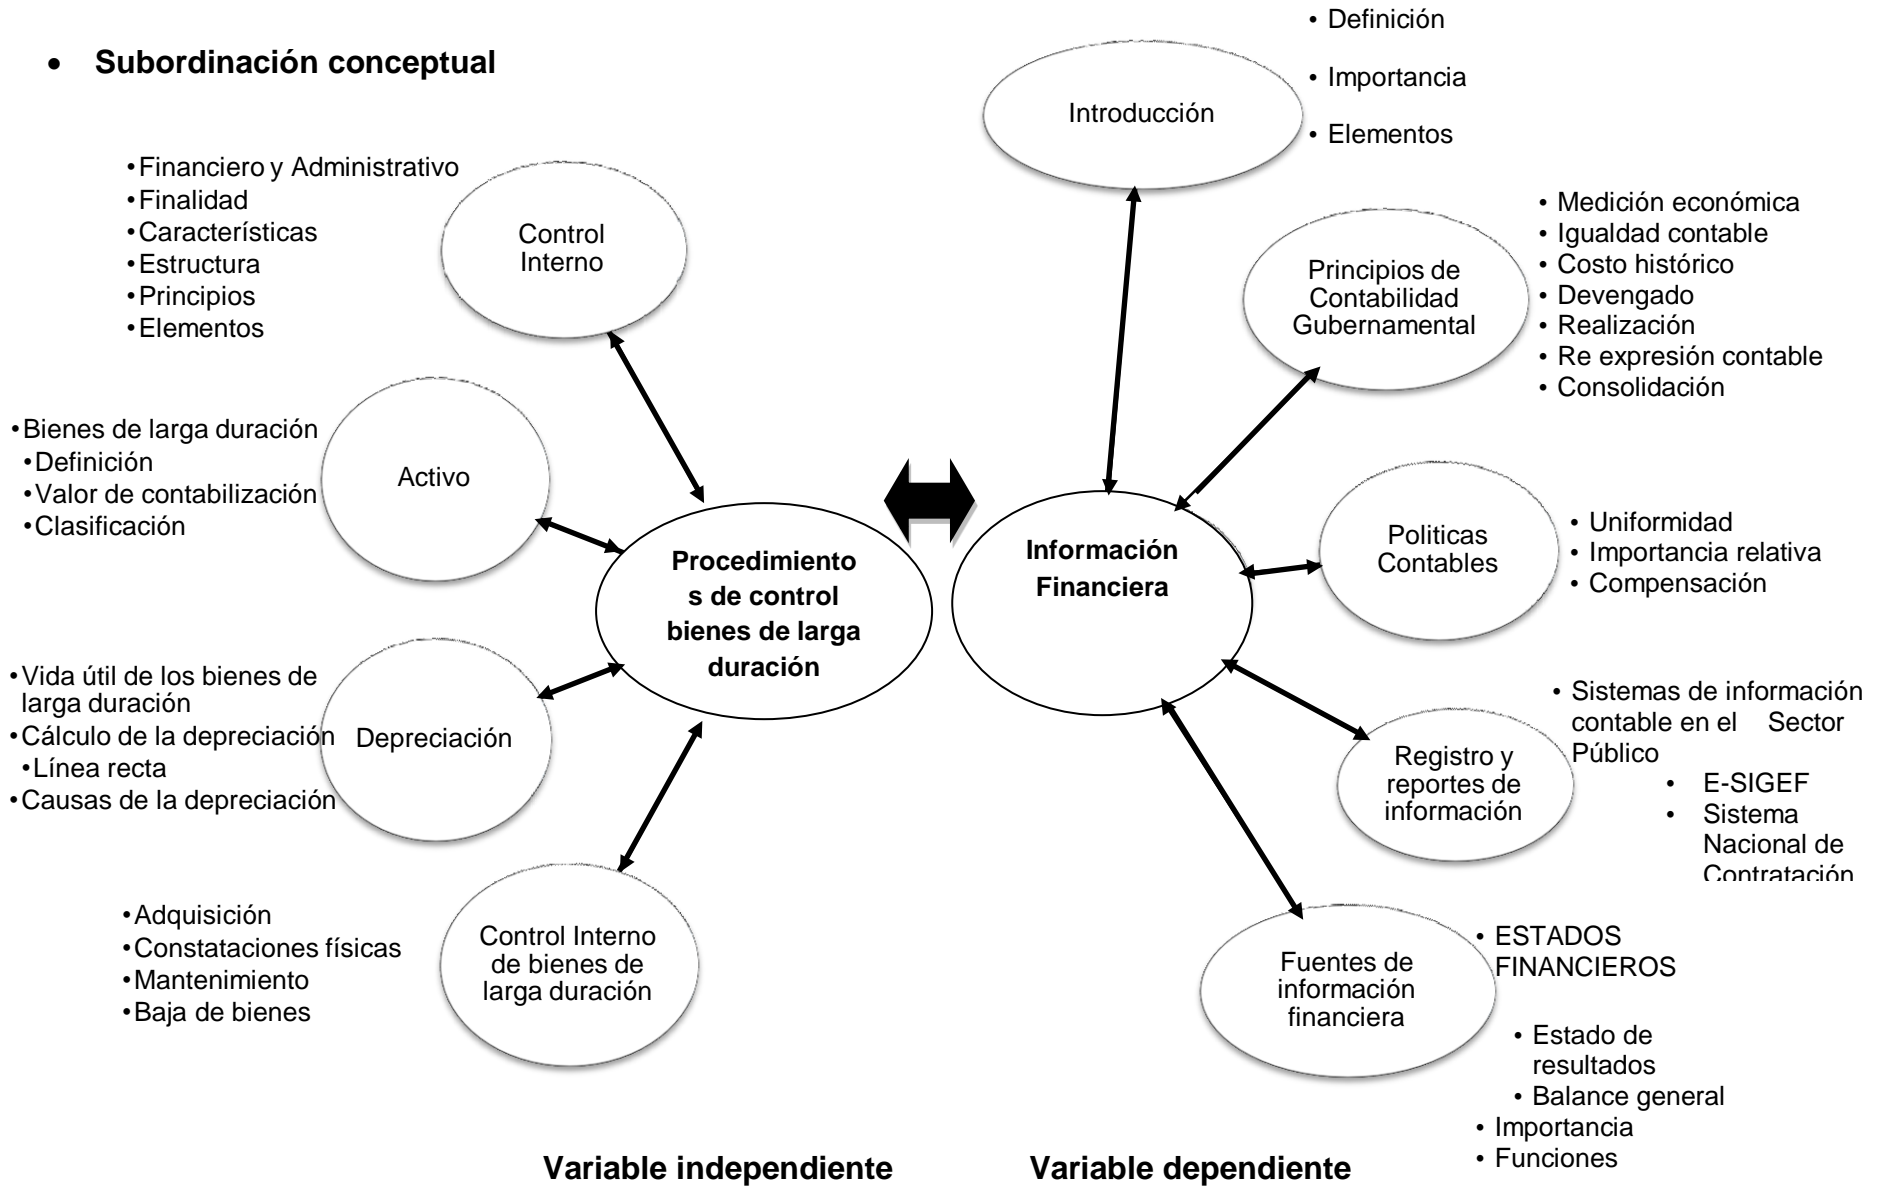 • Subordinación conceptual
• Financiero y Administrativo
• Finalidad
• Características
• Estructura
• Principios
• Elementos
Control
Interno
• Bienes de larga duración
• Definición
• Valor de contabilización
• Clasificación
Activo
• Vida útil de los bienes de
larga duración
• Cálculo de la depreciación
• Línea recta
• Causas de la depreciación
Depreciación
• Adquisición
• Constataciones físicas
• Mantenimiento
• Baja de bienes
Control Interno
de bienes de
larga duración
Procedimiento
s de control
bienes de larga
duración
Variable independiente
Información
Financiera
Introducción
• Definición
• Importancia
• Elementos
Principios de
Contabilidad
Gubernamental
• Medición económica
• Igualdad contable
• Costo histórico
• Devengado
• Realización
• Re expresión contable
• Consolidación
Politicas
Contables
• Uniformidad
• Importancia relativa
• Compensación
Registro y
reportes de
información
• Sistemas de información
contable en el Sector
Público
• E-SIGEF
• Sistema
Nacional de
Contratación
Fuentes de
información
financiera
• ESTADOS
FINANCIEROS
• Estado de
resultados
• Balance general
• Importancia
• Funciones
Variable dependiente